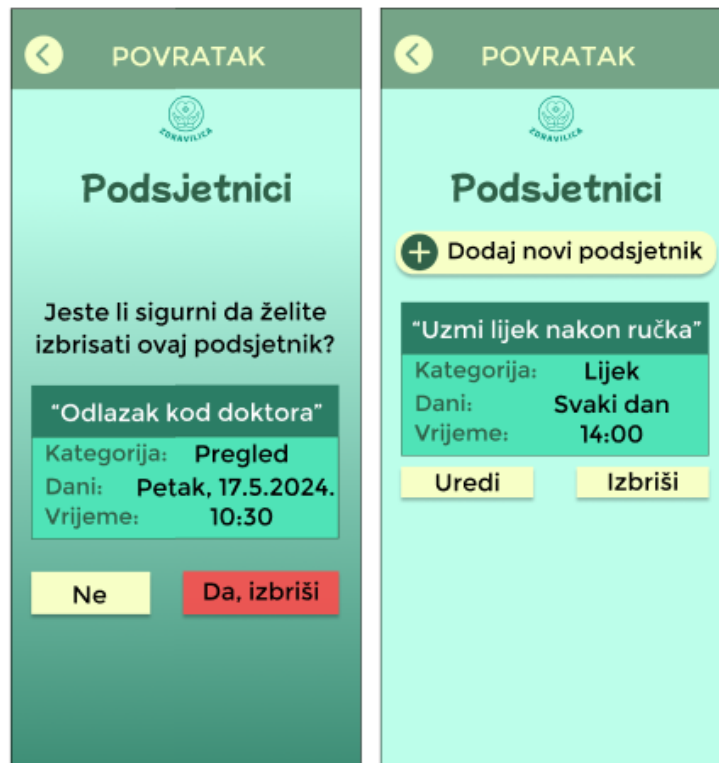 POVRATAK
ZDRAVILICA
Podsjetnici
Jeste li sigurni da želite
izbrisati ovaj podsjetnik?
“Odlazak kod doktora”
Kategorija: Pregled
Dani: Petak, 17.5.2024.
Vrijeme: 10:30
Ne
Da, izbriši
POVRATAK
ZDRAVILICA
Podsjetnici
Dodaj novi podsjetnik
“Uzmi lijek nakon ručka”
Kategorija: Lijek
Dani: Svaki dan
Vrijeme: 14:00
Uredi
Izbriši